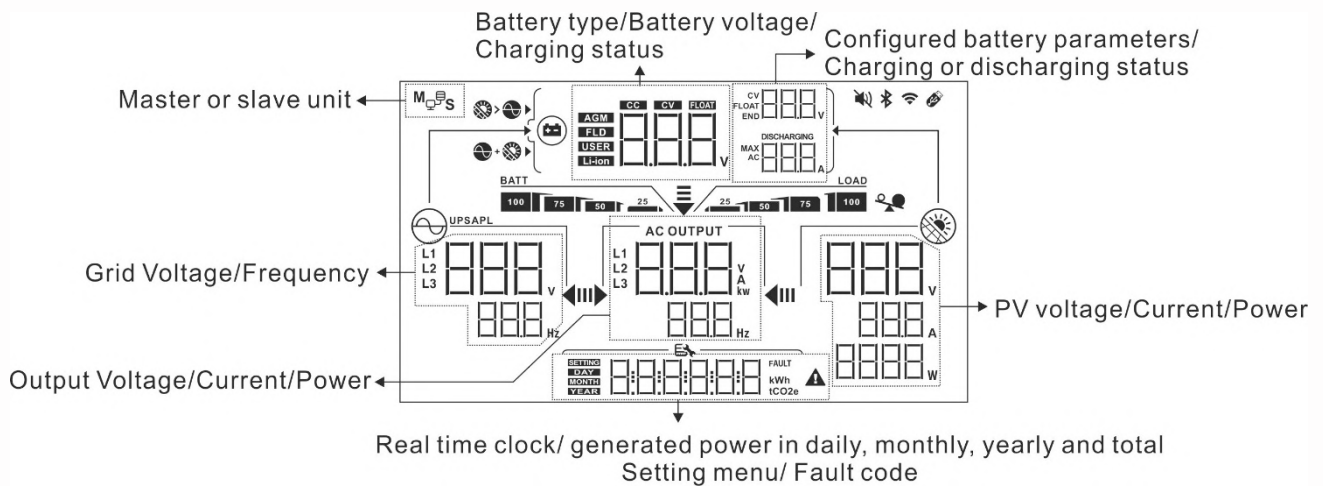 Battery type/Battery voltage/
Charging status
Configured battery parameters/
Charging or discharging status
Master or slave unit
M S
CC CV FLOAT
AGM
FLD
USER
Li-ion
V
CV
FLOAT
END
V
DISCHARGING
MAX
AC
A
BATT
LOAD
100 75 50 25
25 50 75 100
UPSAPL
AC OUTPUT
L1
L2
L3
V
Hz
L1
L2
L3
V
A
kw
Hz
V
A
W
Grid Voltage/Frequency
PV voltage/Current/Power
Output Voltage/Current/Power
SETTING
DAY
MONTH
YEAR
FAULT
kWh
tCO2e
Real time clock/ generated power in daily, monthly, yearly and total
Setting menu/ Fault code